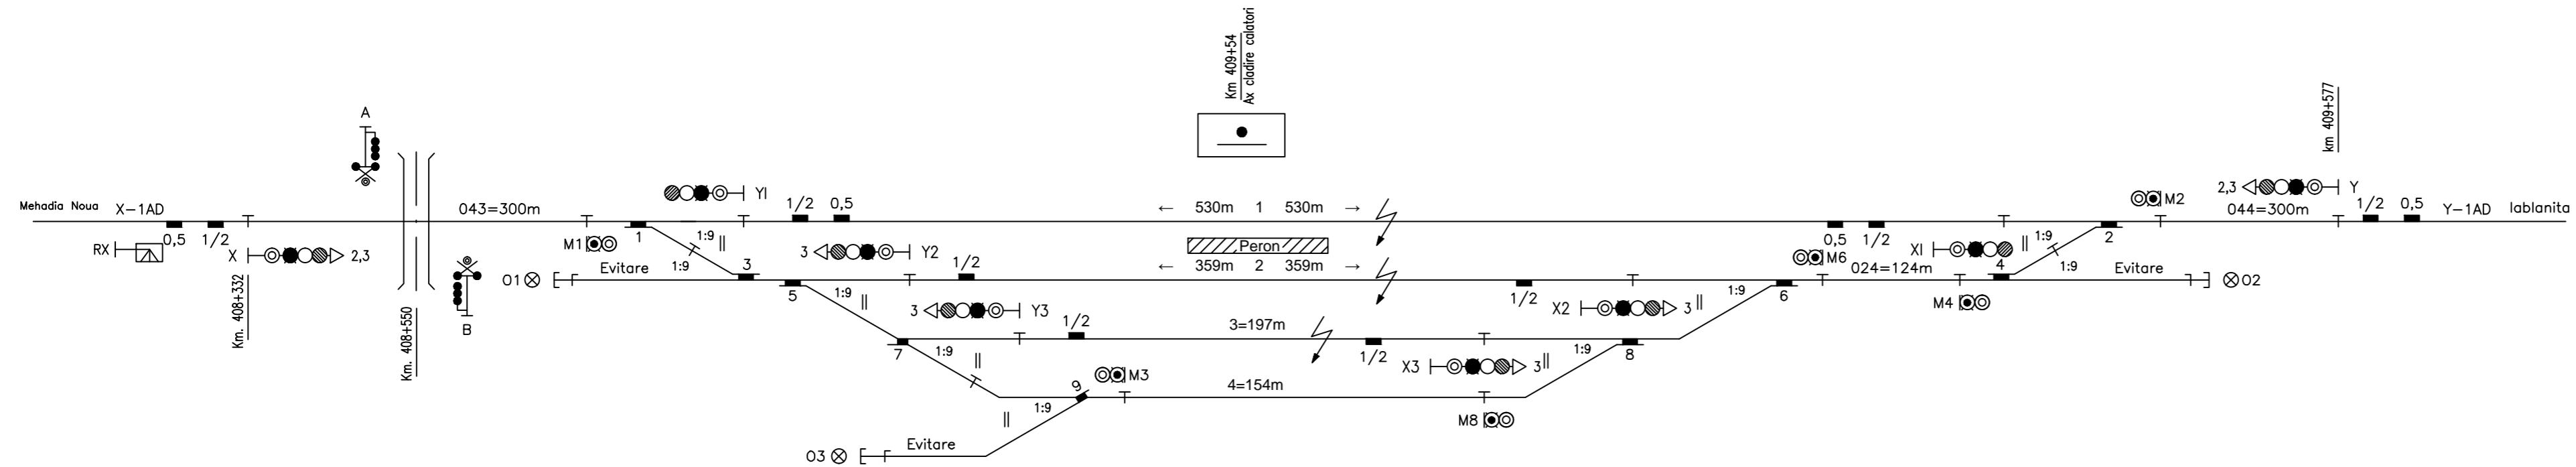 Km 409+54
Ax cladire calatori
km 409+577
A
Mehadia Noua
X-1AD
043=300m
YI
1/2
0,5
← 530m 1 530m →
M2
2,3
Y
044=300m
1/2
0,5
Y-1AD
Iablanita
RX
0,5
1/2
X
2,3
M1
1
1:9
1:9
3
Y2
Peron
0,5
1/2
M6
XI
1:9
2
Km. 408+332
Km. 408+550
B
O1
Evitare
3
5
1:9
1/2
← 359m 2 359m →
1/2
6
1:9
024=124m
4
1:9
Evitare
O2
M4
3
Y3
1/2
3=197m
1/2
X2
3
7
1:9
8
1:9
X3
3
M3
9
1:9
4=154m
M8
Evitare
O3